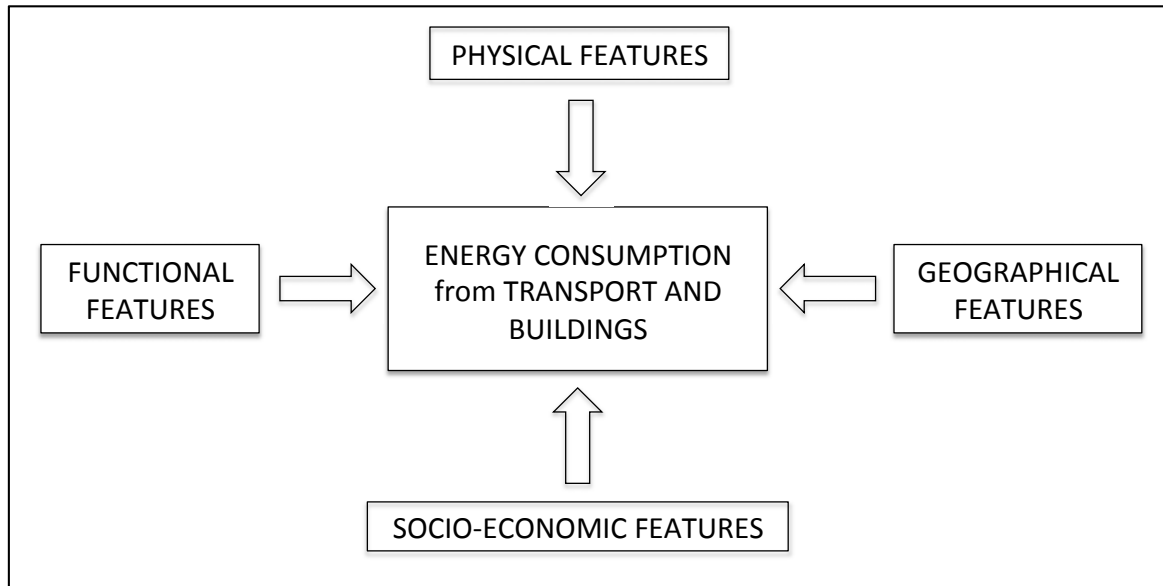 PHYSICAL FEATURES
FUNCTIONAL
FEATURES
ENERGY CONSUMPTION
from TRANSPORT AND
BUILDINGS
GEOGRAPHICAL
FEATURES
SOCIO-ECONOMIC FEATURES